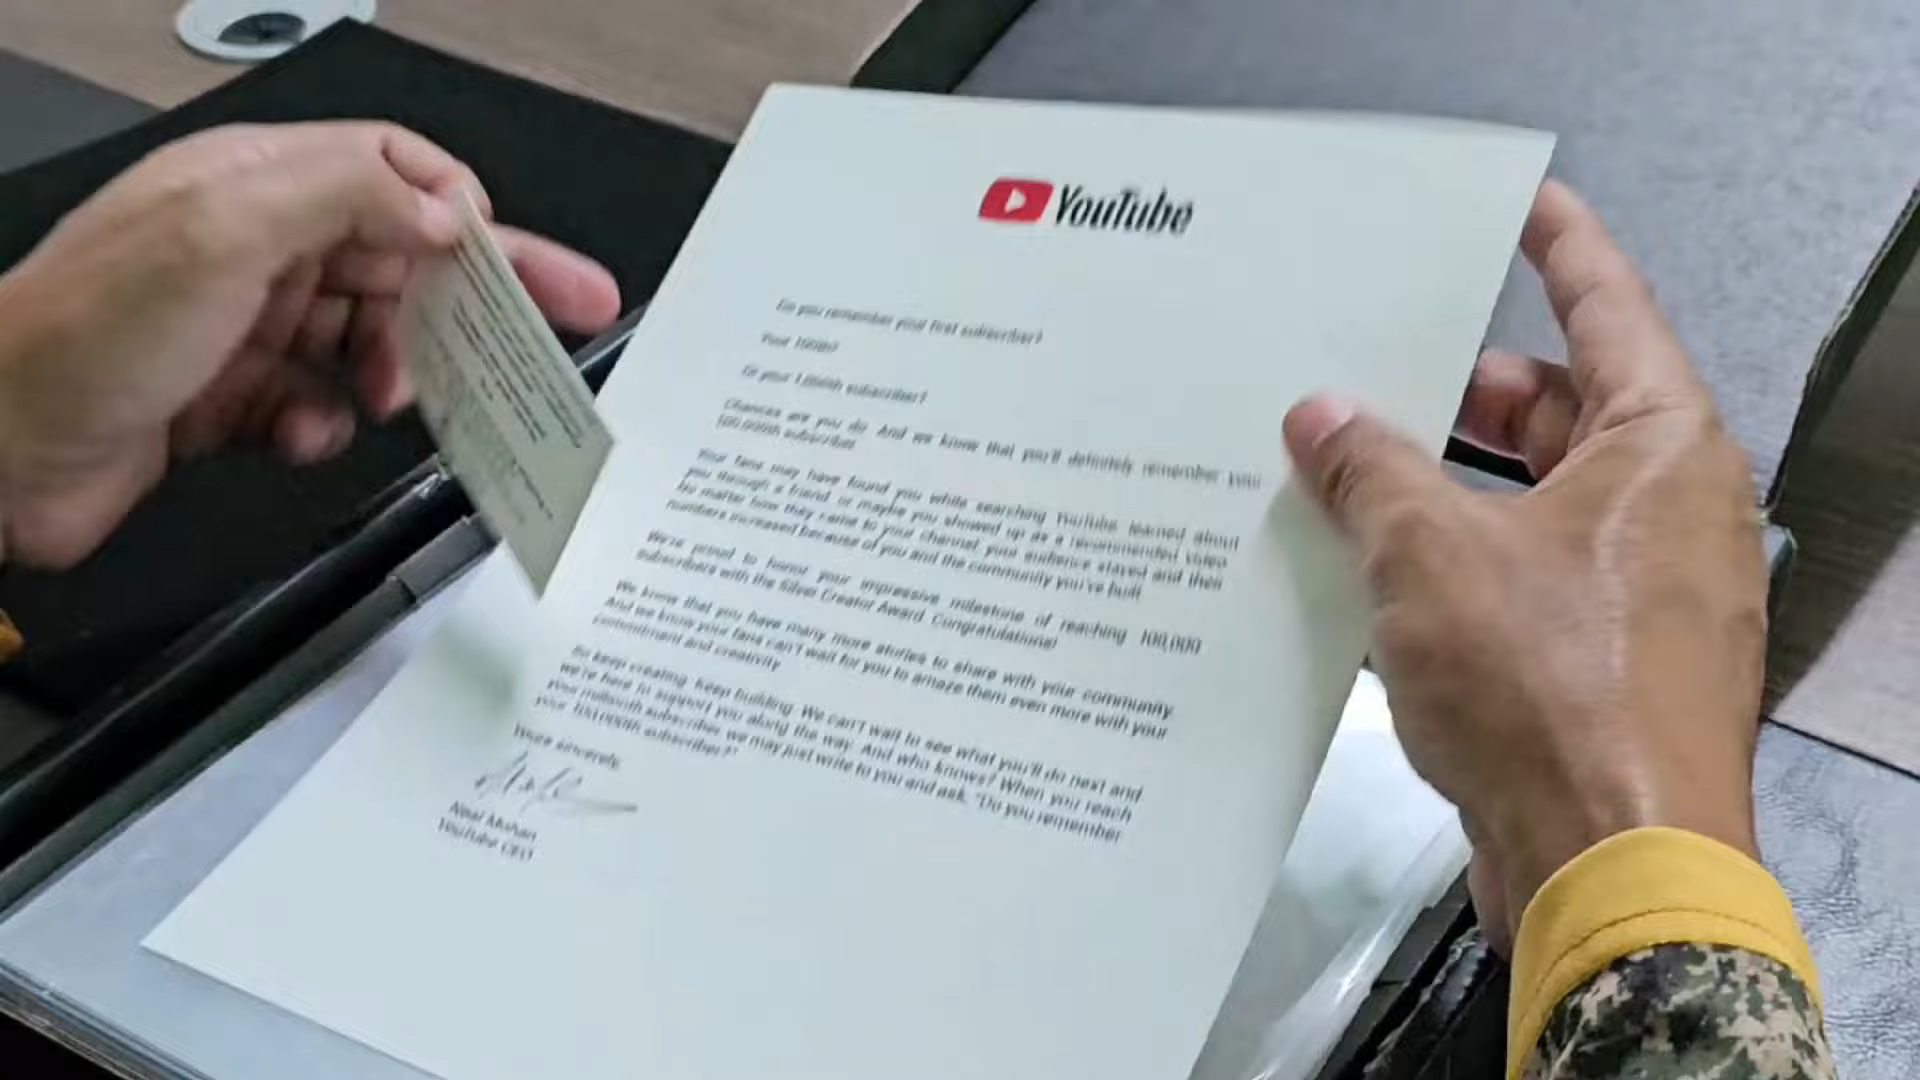 YouTube
Do you remember your first subscriber?
Your 100th?
Or your 1,000th subscriber?
Chances are you do. And we know that you'll definitely remember your
100,000th subscriber.
Your fans may have found you while searching YouTube, learned about
you through a friend, or maybe you showed up as a recommended video.
No matter how they came to your channel, your audience stayed and their
numbers increased because of you and the community you've built.
We're proud to honor your impressive milestone of reaching 100,000
subscribers with the Silver Creator Award. Congratulations!
We know that you have many more stories to share with your community.
And we know your fans can't wait for you to amaze them even more with your
commitment and creativity.
So keep creating, keep building. We can't wait to see what you'll do next and
we're here to support you along the way. And who knows? When you reach
your millionth subscriber, we may just write to you and ask, "Do you remember
your 100,000th subscriber?"
Yours sincerely,
Neal Mohan
YouTube CEO